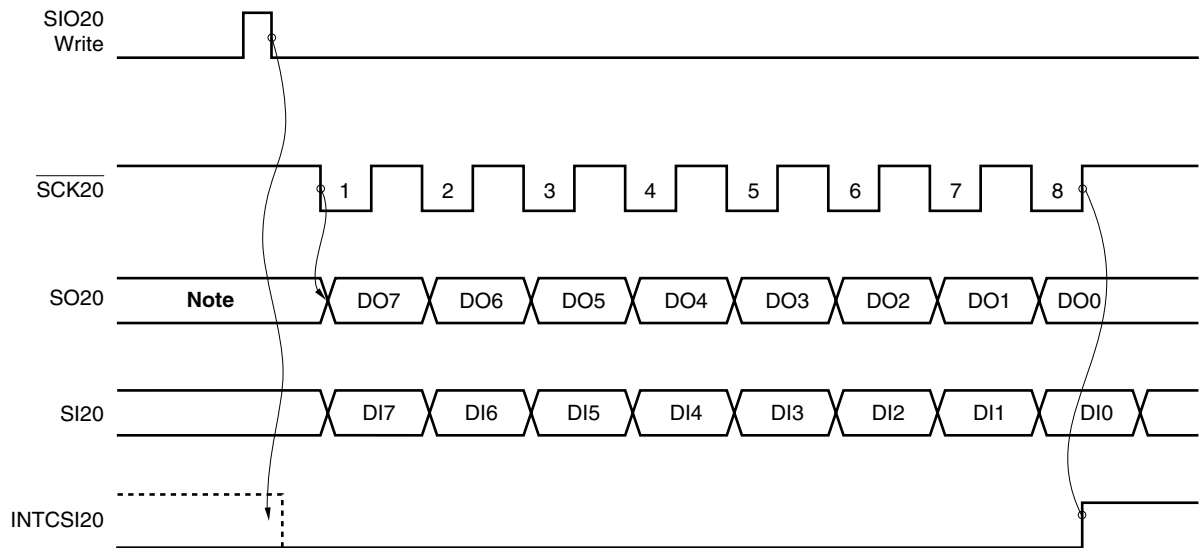 SIO20
Write
SCK20
1 2 3 4 5 6 7 8
SO20
Note DO7 DO6 DO5 DO4 DO3 DO2 DO1 DO0
SI20
DI7 DI6 DI5 DI4 DI3 DI2 DI1 DI0
INTCSI20